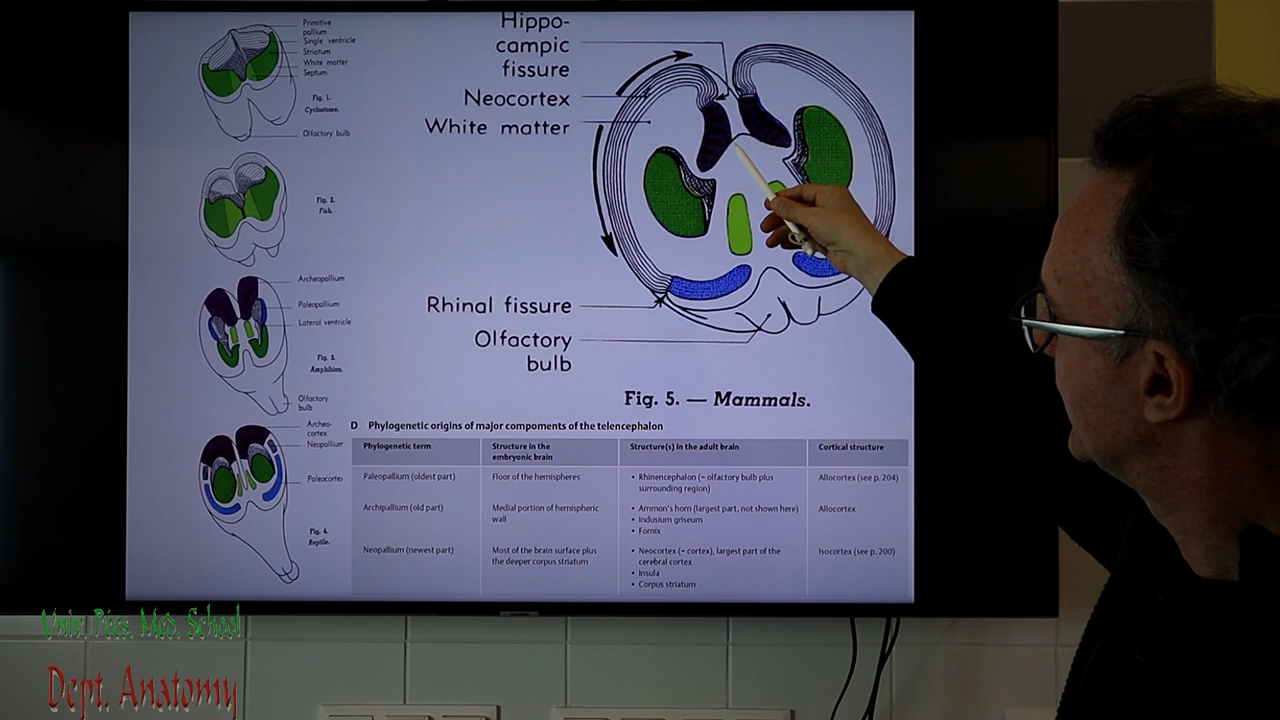 Primitive
pallium
Single ventricle
Striatum
White matter
Septum
Fig. 1.
Cyclostome.
Olfactory bulb
Fig. 2.
Fish.
Archeopallium
Paleopallium
Lateral ventricle
Fig. 3.
Amphibian.
Olfactory
bulb
Archeo-
cortex
Neopallium
Paleocortex
Fig. 4.
Reptile.
Hippo-
campic
fissure
Neocortex
White matter
Rhinal fissure
Olfactory
bulb
Fig. 5. — Mammals.
D Phylogenetic origins of major compoments of the telencephalon
Phylogenetic term Structure in the embryonic brain Structure(s) in the adult brain Cortical structure
Paleopallium (oldest part) Floor of the hemispheres • Rhinencephalon (= olfactory bulb plus surrounding region) Allocortex (see p. 204)
Archipallium (old part) Medial portion of hemispheric wall • Ammon's horn (largest part, not shown here) Allocortex
• Indusium griseum
• Fornix
Neopallium (newest part) Most of the brain surface plus the deeper corpus striatum • Neocortex (= cortex), largest part of the cerebral cortex Isocortex (see p. 200)
• Insula
• Corpus striatum
Univ. Pécs, Med. School
Dept. Anatomy